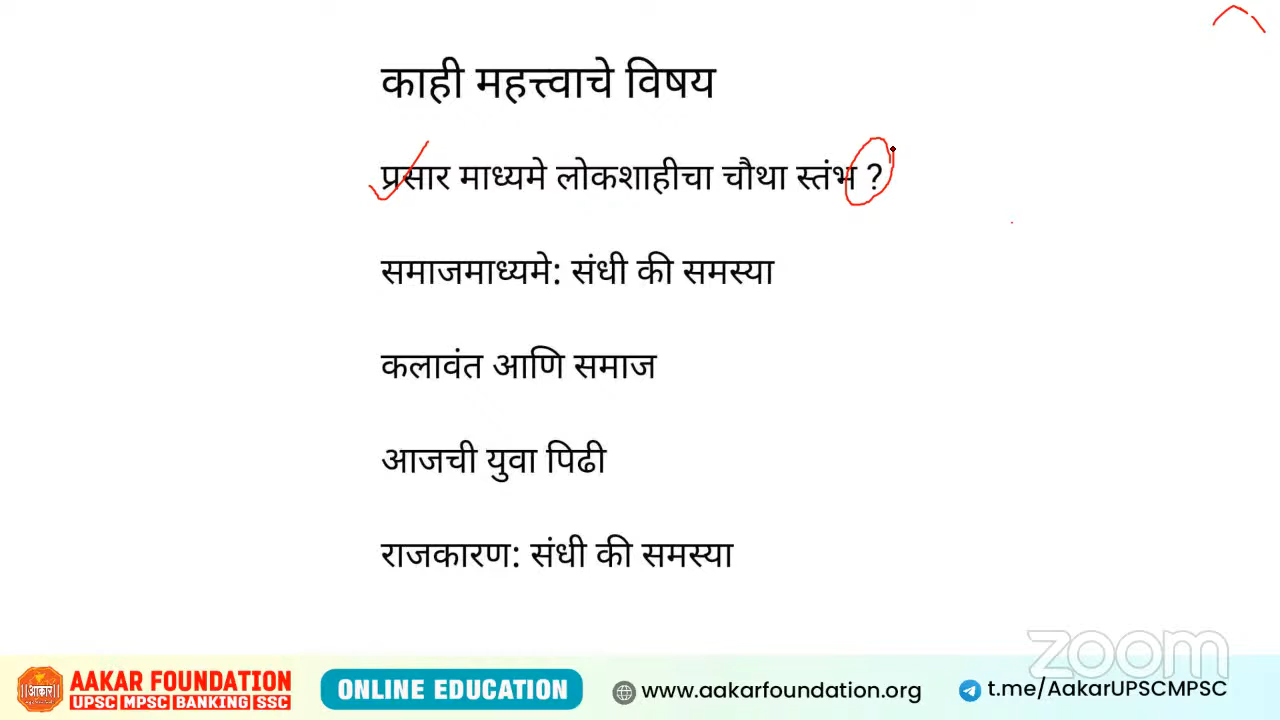 काही महत्त्वाचे विषय
प्रसार माध्यमे लोकशाहीचा चौथा स्तंभ ?
समाजमाध्यमे: संधी की समस्या
कलावंत आणि समाज
आजची युवा पिढी
राजकारण: संधी की समस्या
zoom
॥आकार॥
AAKAR FOUNDATION
UPSC MPSC BANKING SSC
ONLINE EDUCATION
www.aakarfoundation.org
t.me/AakarUPSCMPSC